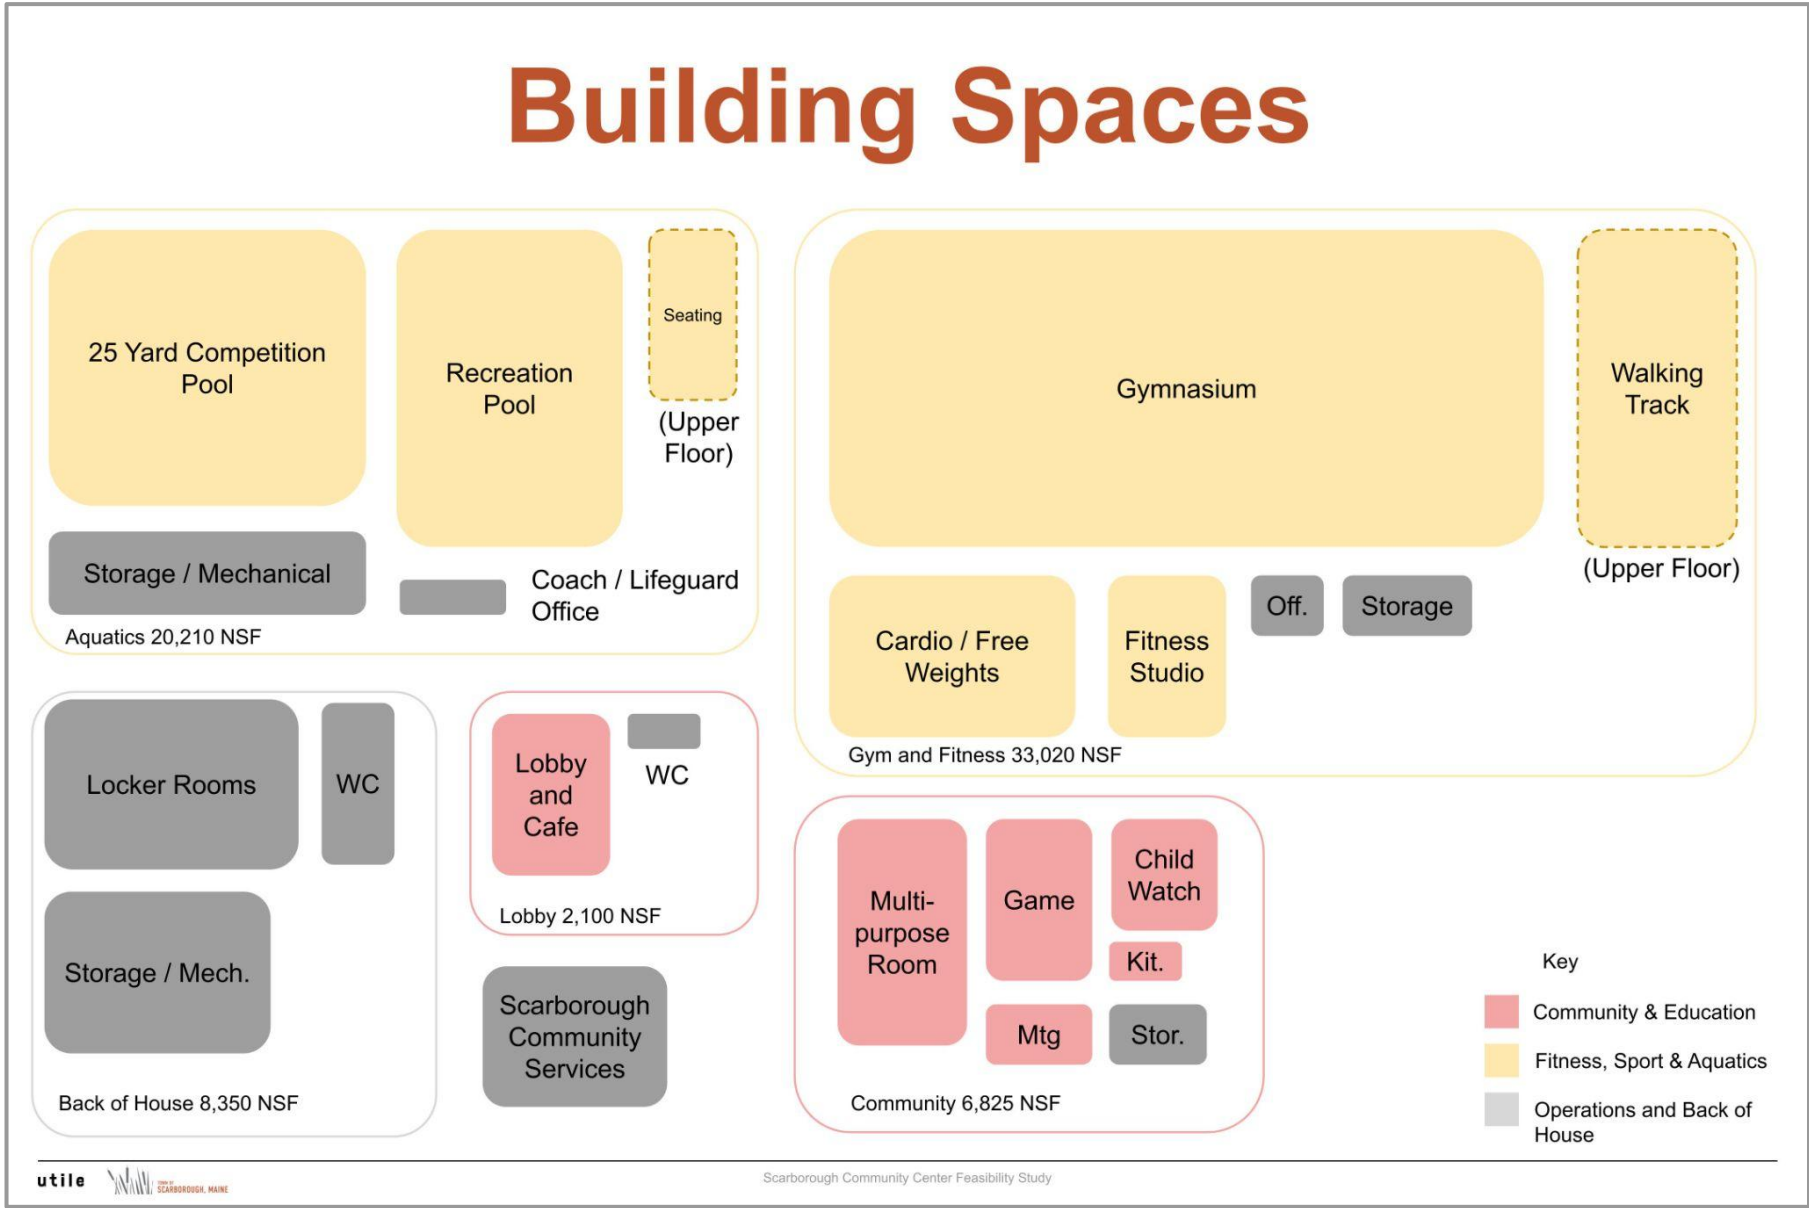 Building Spaces
25 Yard Competition
Pool
Recreation
Pool
Seating
(Upper
Floor)
Storage / Mechanical
Coach / Lifeguard
Office
Aquatics 20,210 NSF
Gymnasium
Walking
Track
(Upper Floor)
Cardio / Free
Weights
Fitness
Studio
Off.
Storage
Gym and Fitness 33,020 NSF
Locker Rooms
WC
Storage / Mech.
Back of House 8,350 NSF
Lobby
and
Cafe
WC
Lobby 2,100 NSF
Scarborough
Community
Services
Multi-
purpose
Room
Game
Child
Watch
Kit.
Mtg
Stor.
Community 6,825 NSF
Key
Community & Education
Fitness, Sport & Aquatics
Operations and Back of
House
utile
TOWN OF
SCARBOROUGH, MAINE
Scarborough Community Center Feasibility Study